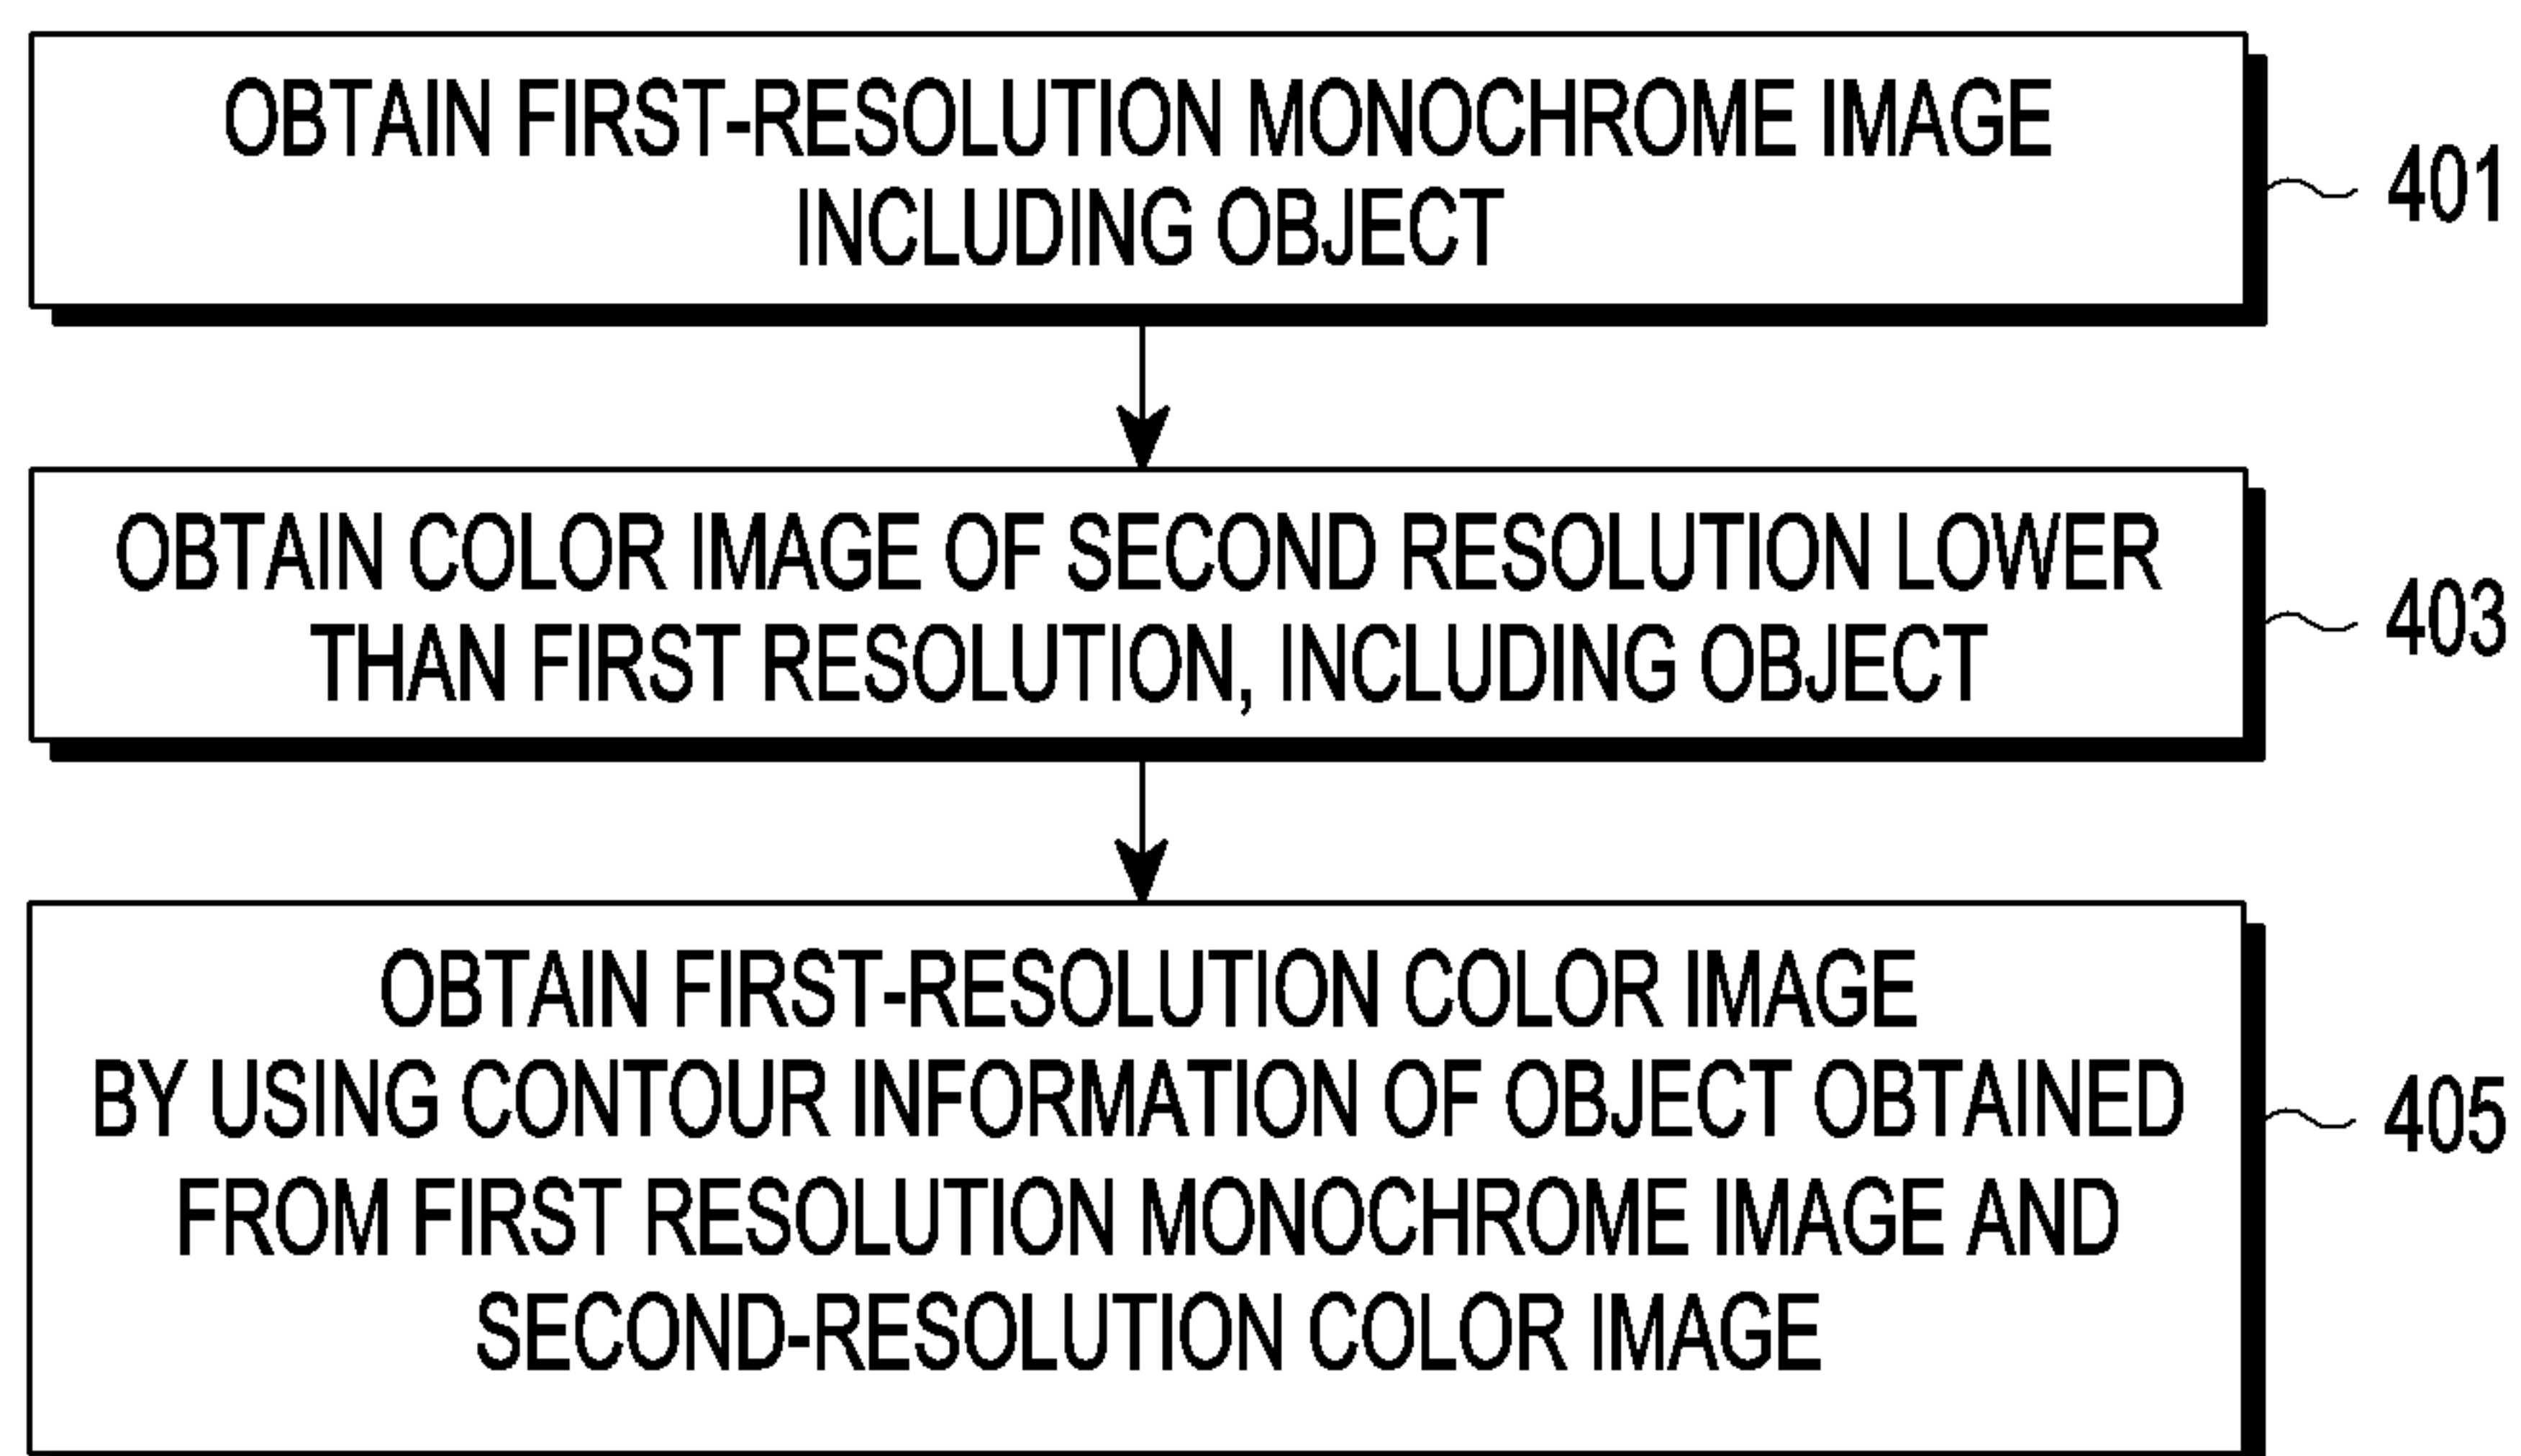 OBTAIN FIRST-RESOLUTION MONOCHROME IMAGE
INCLUDING OBJECT
401
OBTAIN COLOR IMAGE OF SECOND RESOLUTION LOWER
THAN FIRST RESOLUTION, INCLUDING OBJECT
403
OBTAIN FIRST-RESOLUTION COLOR IMAGE
BY USING CONTOUR INFORMATION OF OBJECT OBTAINED
FROM FIRST RESOLUTION MONOCHROME IMAGE AND
SECOND-RESOLUTION COLOR IMAGE
405